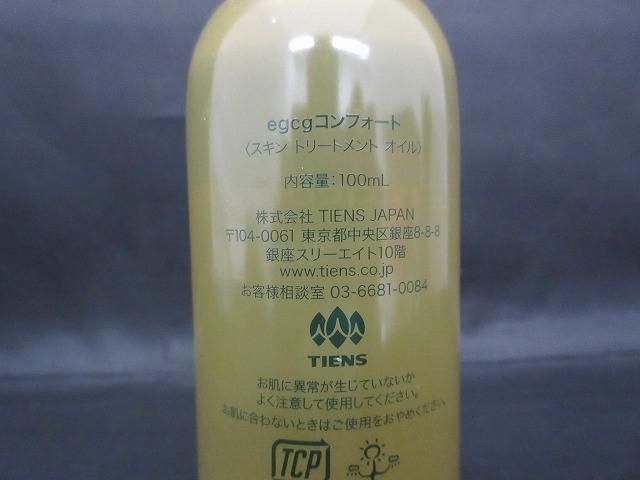 egcgコンフォート
〈スキン トリートメント オイル〉
内容量：100mL
株式会社 TIENS JAPAN
〒104-0061 東京都中央区銀座8-8-8
銀座スリーエイト10階
www.tiens.co.jp
お客様相談室 03-6681-0084
TIENS
お肌に異常が生じていないか
よく注意して使用してください。
お肌に合わないときはご使用をおやめください。
TCP